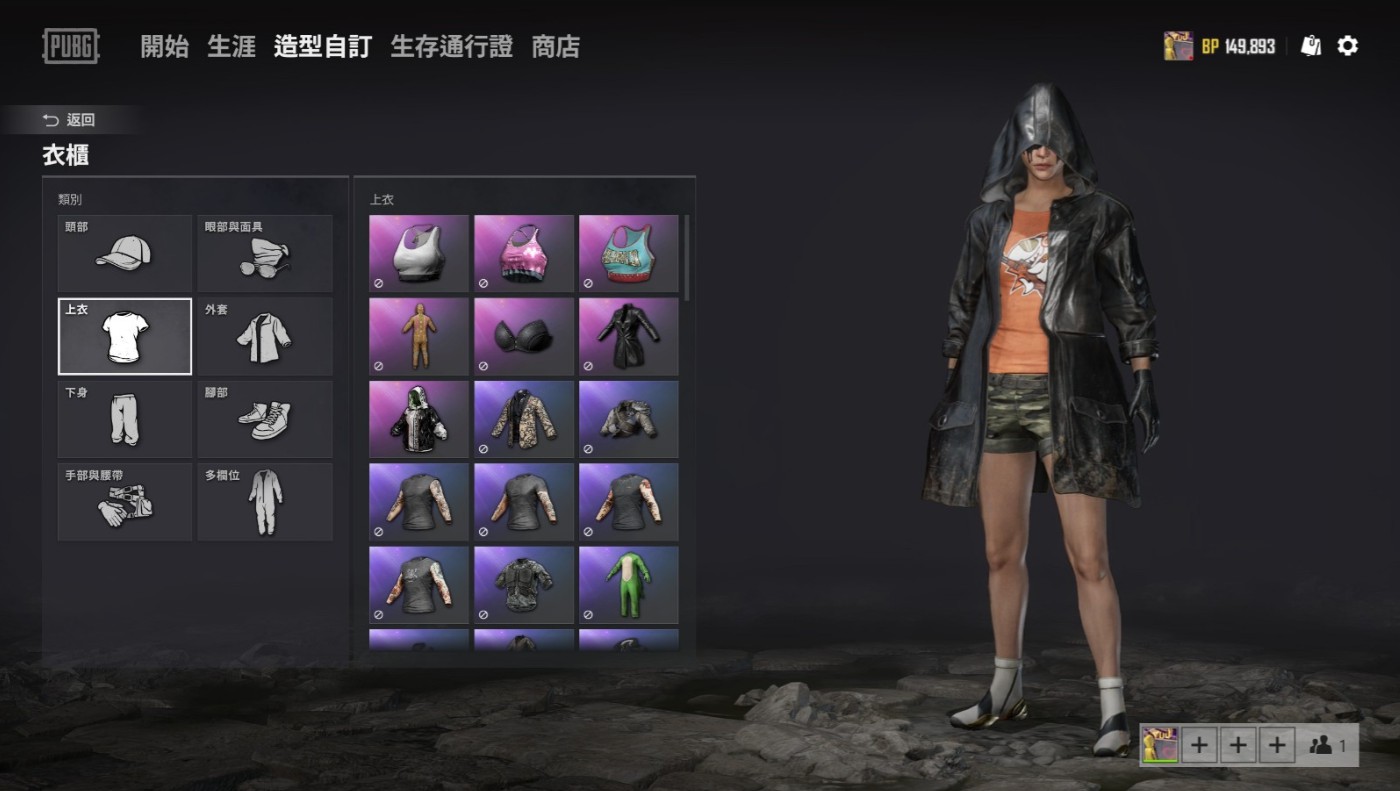 PUBG
開始 生涯 造型自訂 生存通行證 商店
BP 149,893
返回
衣櫃
類別
頭部
眼部與面具
上衣
外套
下身
腳部
手部與腰帶
多欄位
上衣
1